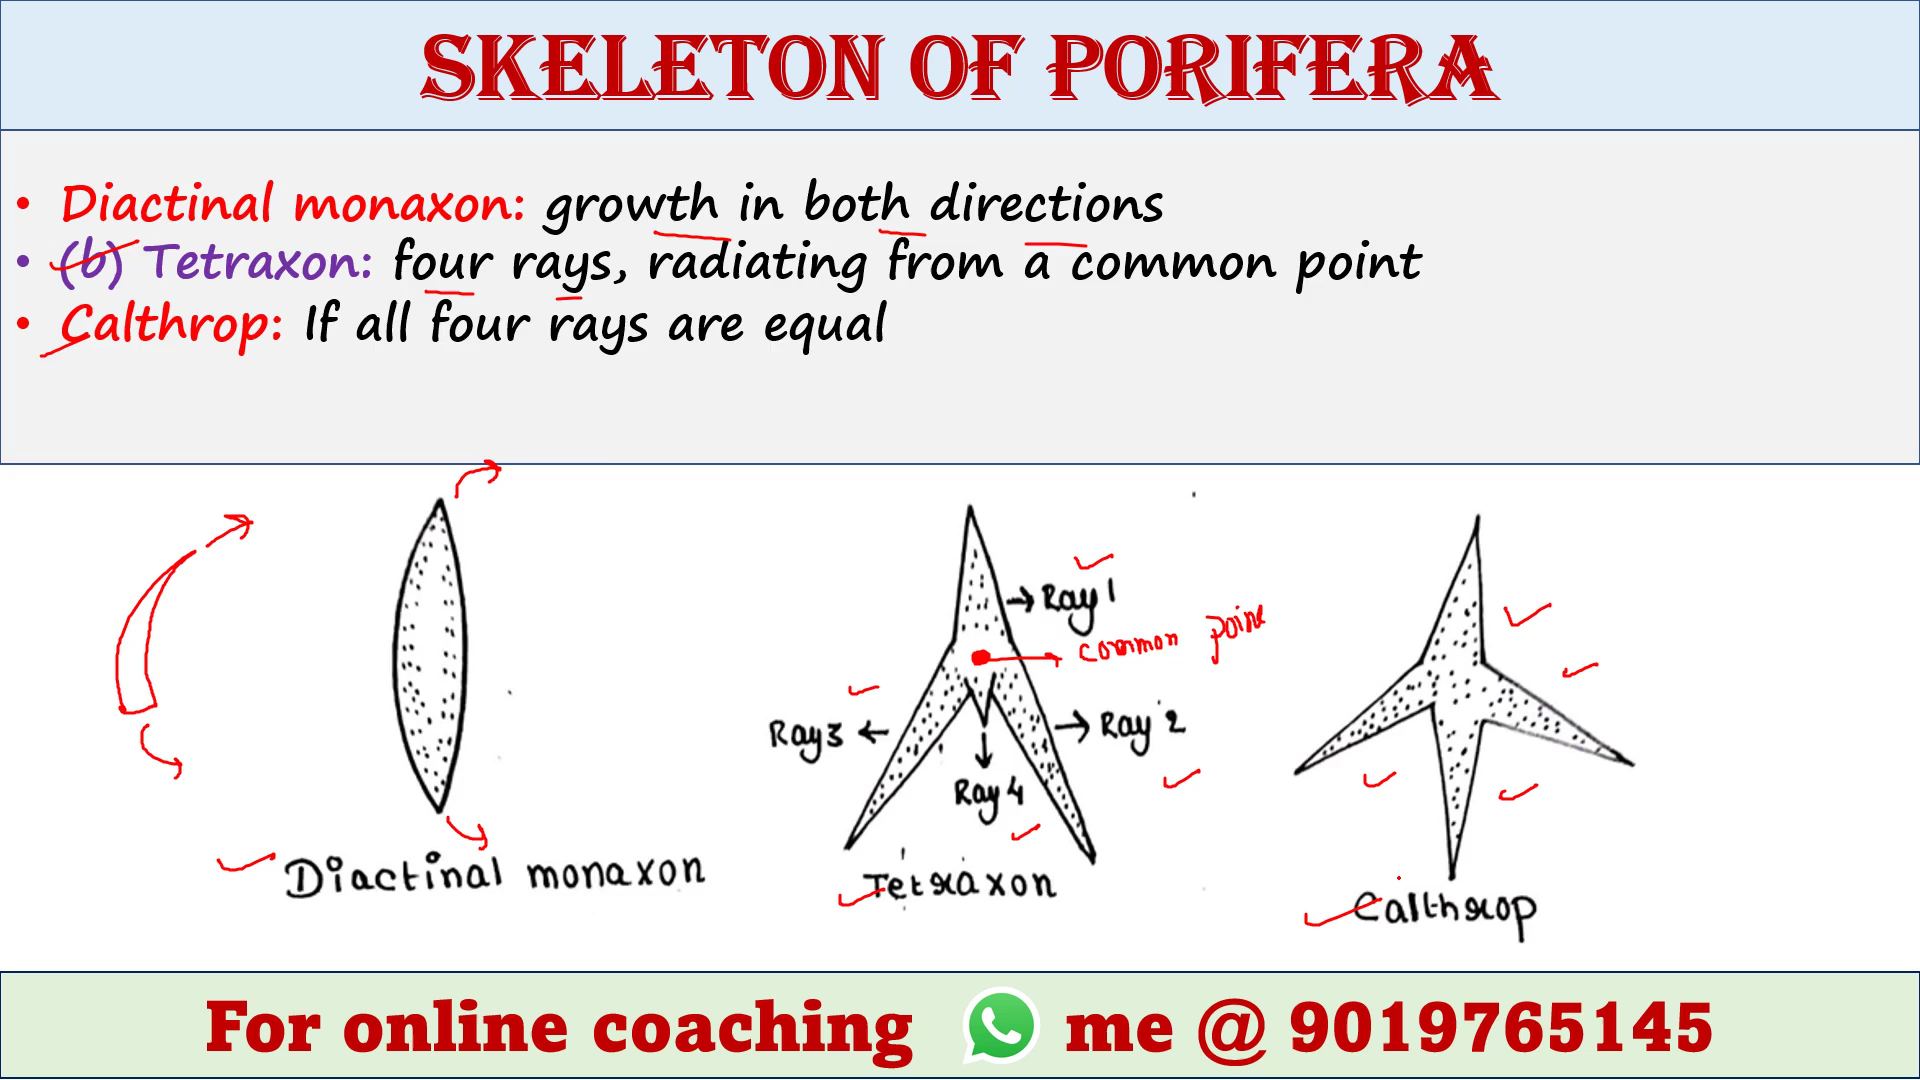 SKELETON OF PORIFERA
• Diactinal monaxon: growth in both directions
• (b) Tetraxon: four rays, radiating from a common point
• Calthrop: If all four rays are equal
Ray 1
common point
Ray 3
Ray 2
Ray 4
Diactinal monaxon
Tetraxon
Calthrop
For online coaching me @ 9019765145